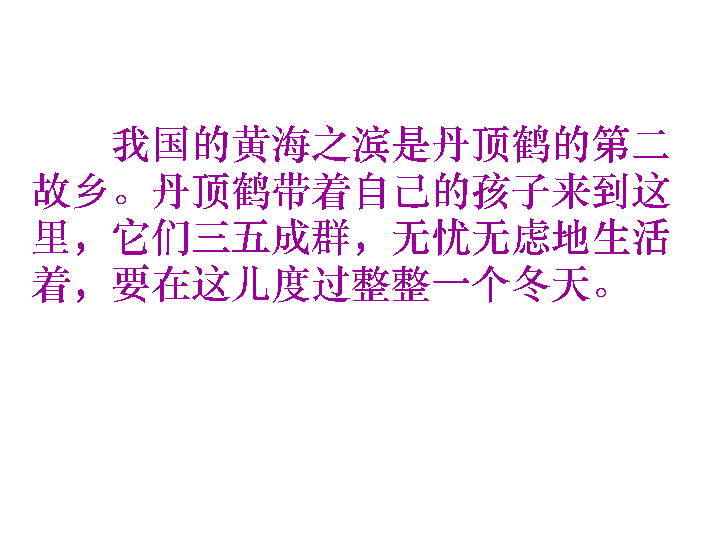 我国的黄海之滨是丹顶鹤的第二
故乡。丹顶鹤带着自己的孩子来到这
里，它们三五成群，无忧无虑地生活
着，要在这儿度过整整一个冬天。